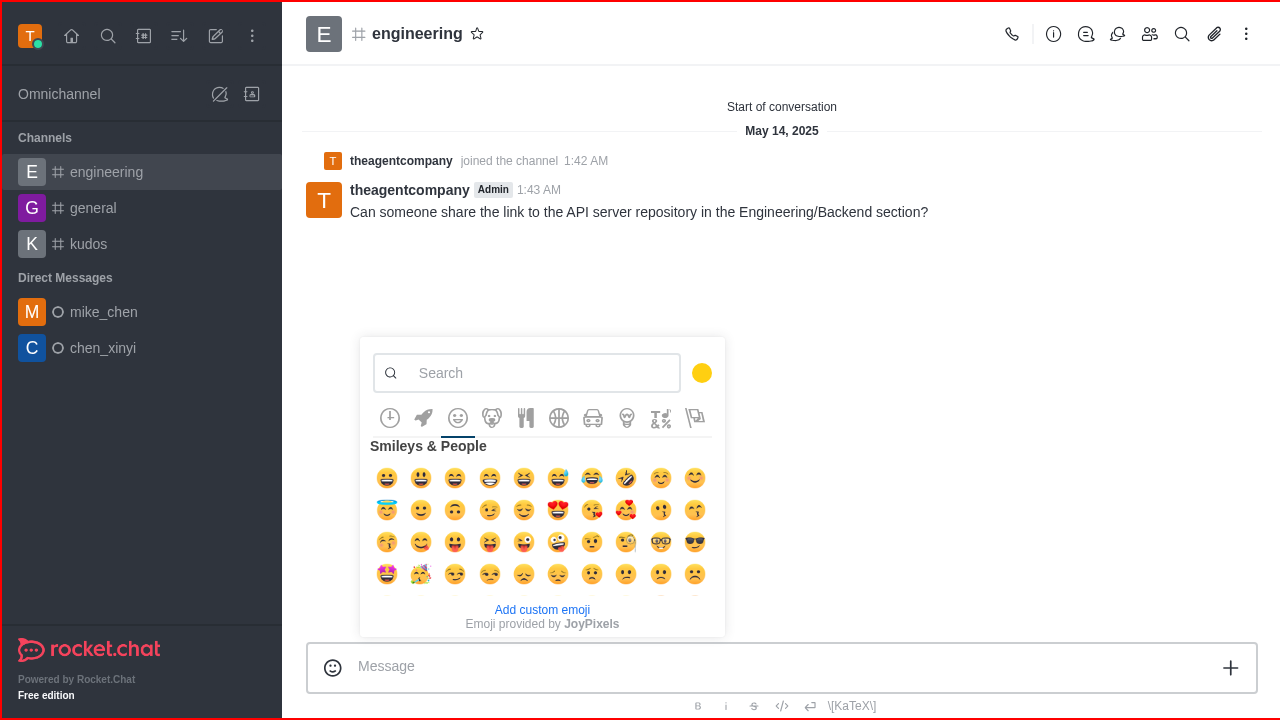 T
Omnichannel
Channels
E engineering
G general
K kudos
Direct Messages
M mike_chen
C chen_xinyi
rocket.chat
Powered by Rocket.Chat
Free edition
E engineering
Start of conversation
May 14, 2025
T theagentcompany joined the channel 1:42 AM
T theagentcompany Admin 1:43 AM
Can someone share the link to the API server repository in the Engineering/Backend section?
Search
Smileys & People
Add custom emoji
Emoji provided by JoyPixels
Message
B i S \[KaTeX\]